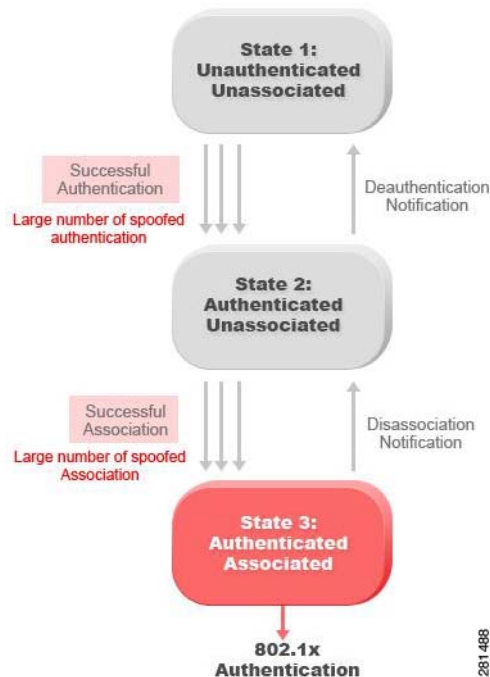 State 1:
Unauthenticated
Unassociated
Successful
Authentication
Large number of spoofed
authentication
Deauthentication
Notification
State 2:
Authenticated
Unassociated
Successful
Association
Large number of spoofed
Association
Disassociation
Notification
State 3:
Authenticated
Associated
802.1x
Authentication
281488